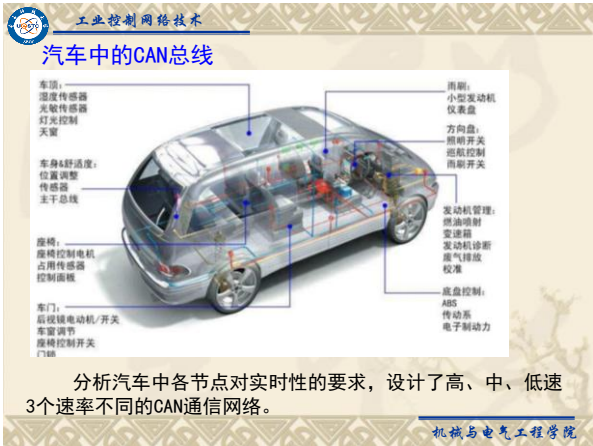 工业控制网络技术
汽车中的CAN总线
车顶：
湿度传感器
光敏传感器
灯光控制
天窗
车身&舒适度：
位置调整
传感器
主干总线
座椅：
座椅控制电机
占用传感器
控制面板
车门：
后视镜电动机/开关
车窗调节
座椅控制开关
门锁
雨刷：
小型发动机
仪表盘
方向盘：
照明开关
巡航控制
雨刷开关
发动机管理：
燃油喷射
变速箱
发动机诊断
废气排放
校准
底盘控制：
ABS
传动系
电子制动力
分析汽车中各节点对实时性的要求，设计了高、中、低速
3个速率不同的CAN通信网络。
机械与电气工程学院